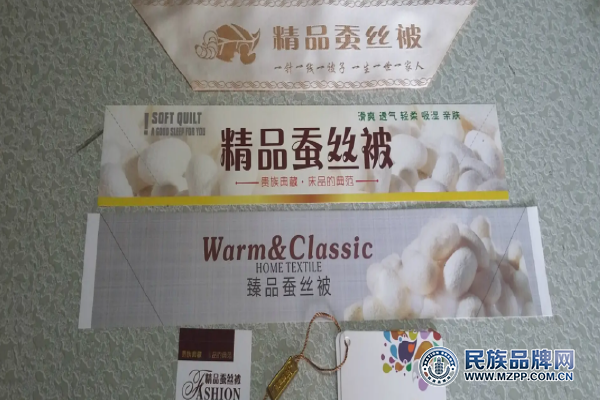 精品蚕丝被
一针一线一被子 一生一世一家人
SOFT QUILT
A GOOD SLEEP FOR YOU
滑爽 透气 轻柔 吸湿 亲肤
精品蚕丝被
贵族典藏·床品的典范
Warm&Classic
HOME TEXTILE
臻品蚕丝被
精品蚕丝被
FASHION
民族品牌网
WWW.MZPP.COM.CN